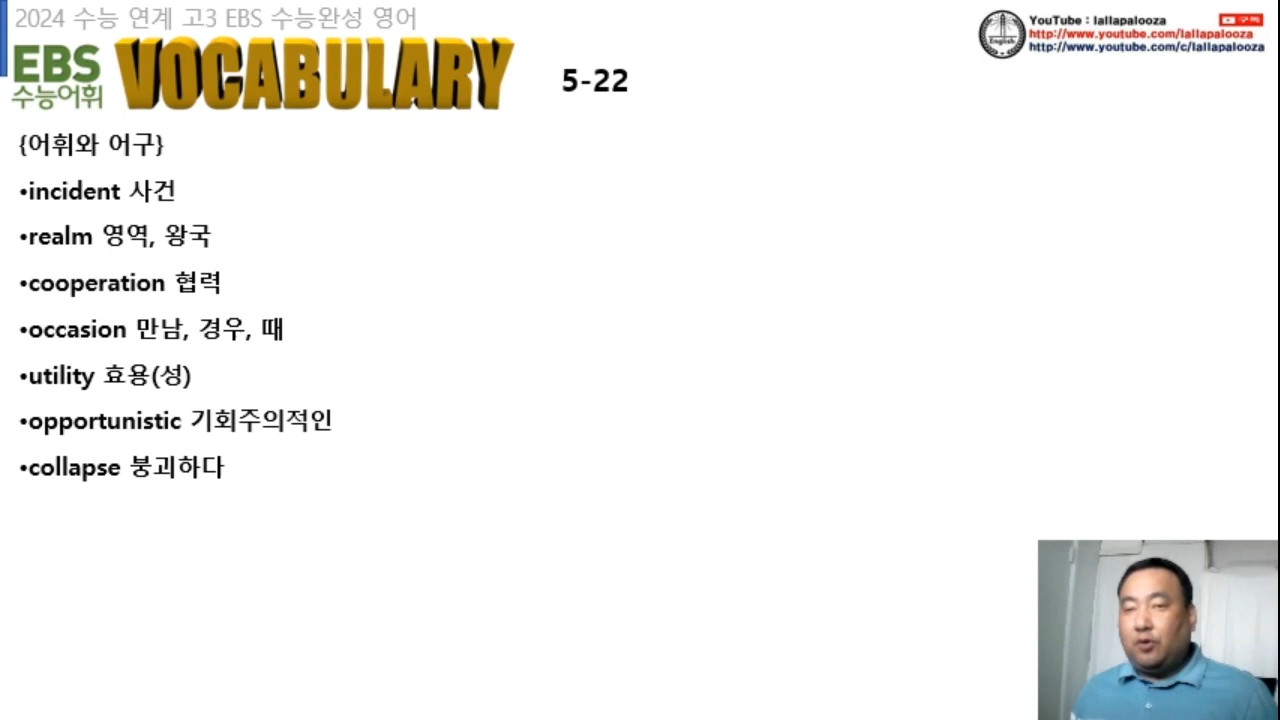 2024 수능 연계 고3 EBS 수능완성 영어
EBS
수능어휘
VOCABULARY
5-22
YouTube : lallapalooza
구독
http://www.youtube.com/lallapalooza
http://www.youtube.com/c/lallapalooza
English
{어휘와 어구}
•incident 사건
•realm 영역, 왕국
•cooperation 협력
•occasion 만남, 경우, 때
•utility 효용(성)
•opportunistic 기회주의적인
•collapse 붕괴하다